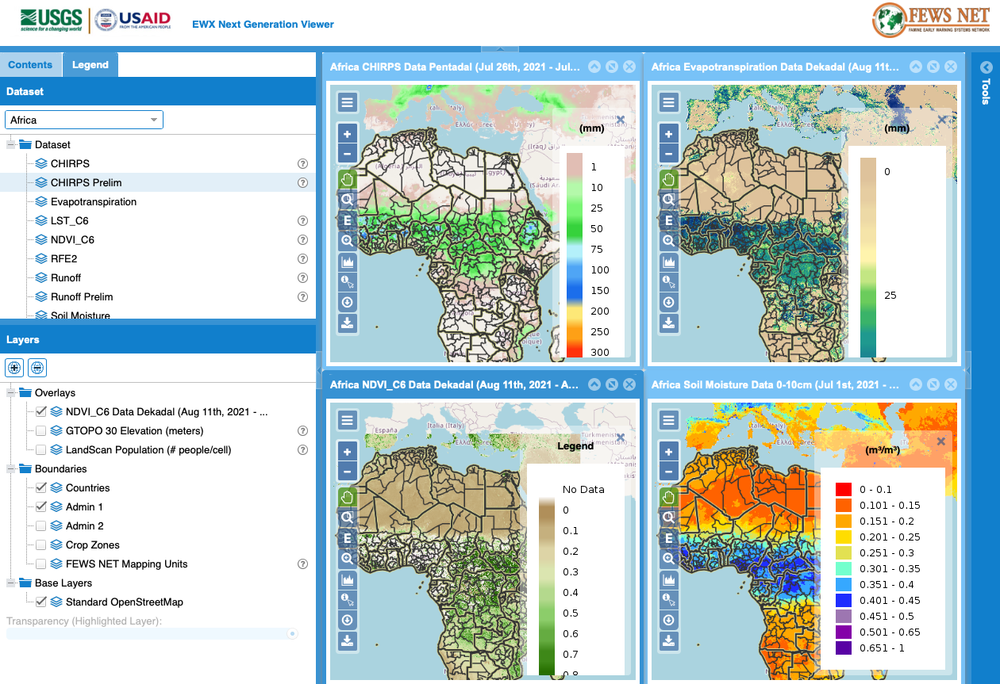 USGS
science for a changing world
USAID
FROM THE AMERICAN PEOPLE
EWX Next Generation Viewer
FEWS NET
FAMINE EARLY WARNING SYSTEMS NETWORK
Contents
Legend
Dataset
Africa
Dataset
CHIRPS
?
CHIRPS Prelim
?
Evapotranspiration
LST_C6
?
NDVI_C6
?
RFE2
?
Runoff
?
Runoff Prelim
?
Soil Moisture
Layers
Overlays
NDVI_C6 Data Dekadal (Aug 11th, 2021 - ...
GTOPO 30 Elevation (meters)
?
LandScan Population (# people/cell)
?
Boundaries
Countries
Admin 1
Admin 2
Crop Zones
FEWS NET Mapping Units
?
Base Layers
Standard OpenStreetMap
Transparency (Highlighted Layer):
Africa CHIRPS Data Pentadal (Jul 26th, 2021 - Jul...
E
(mm)
1
10
25
50
75
100
150
200
250
300
Africa Evapotranspiration Data Dekadal (Aug 11t...
E
(mm)
0
25
Africa NDVI_C6 Data Dekadal (Aug 11th, 2021 - A...
España
Italia (Italy)
E
Legend
No Data
0
0.1
0.2
0.3
0.4
0.5
0.6
0.7
0.8
Africa Soil Moisture Data 0-10cm (Jul 1st, 2021 - ...
E
(m³/m³)
0 - 0.1
0.101 - 0.15
0.151 - 0.2
0.201 - 0.25
0.251 - 0.3
0.301 - 0.35
0.351 - 0.4
0.401 - 0.45
0.451 - 0.5
0.501 - 0.65
0.651 - 1
Tools